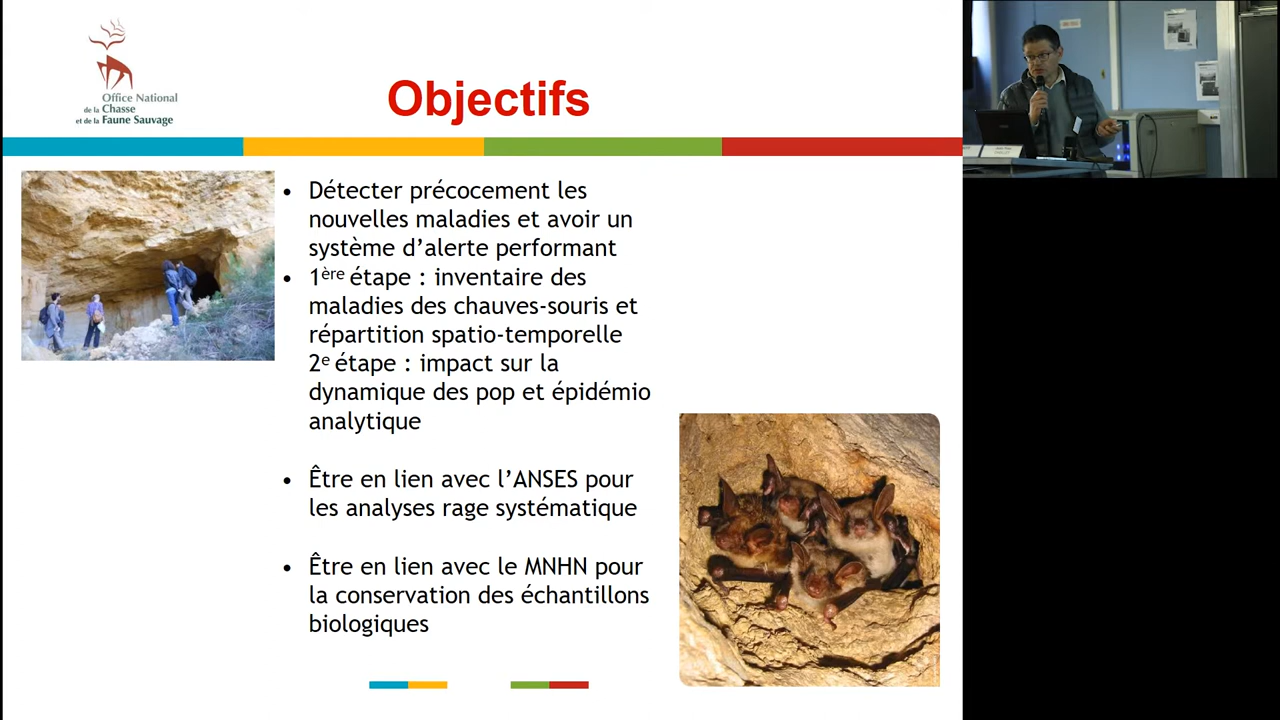 Office National
de la Chasse
et de la Faune Sauvage
Objectifs
• Détecter précocement les
nouvelles maladies et avoir un
système d’alerte performant
• 1ère étape : inventaire des
maladies des chauves-souris et
répartition spatio-temporelle
2e étape : impact sur la
dynamique des pop et épidémio
analytique
• Être en lien avec l’ANSES pour
les analyses rage systématique
• Être en lien avec le MNHN pour
la conservation des échantillons
biologiques